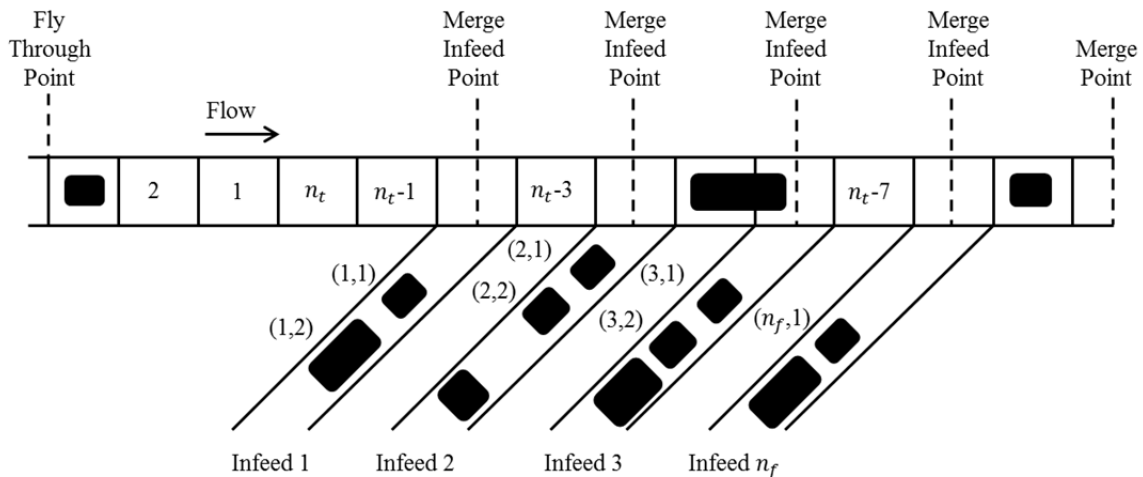 Fly
Through
Point
Merge
Infeed
Point
Merge
Infeed
Point
Merge
Infeed
Point
Merge
Infeed
Point
Merge
Point
Flow
2
1
n_t
n_t-1
n_t-3
n_t-7
(1,1)
(1,2)
(2,1)
(2,2)
(3,1)
(3,2)
(n_f,1)
Infeed 1
Infeed 2
Infeed 3
Infeed n_f